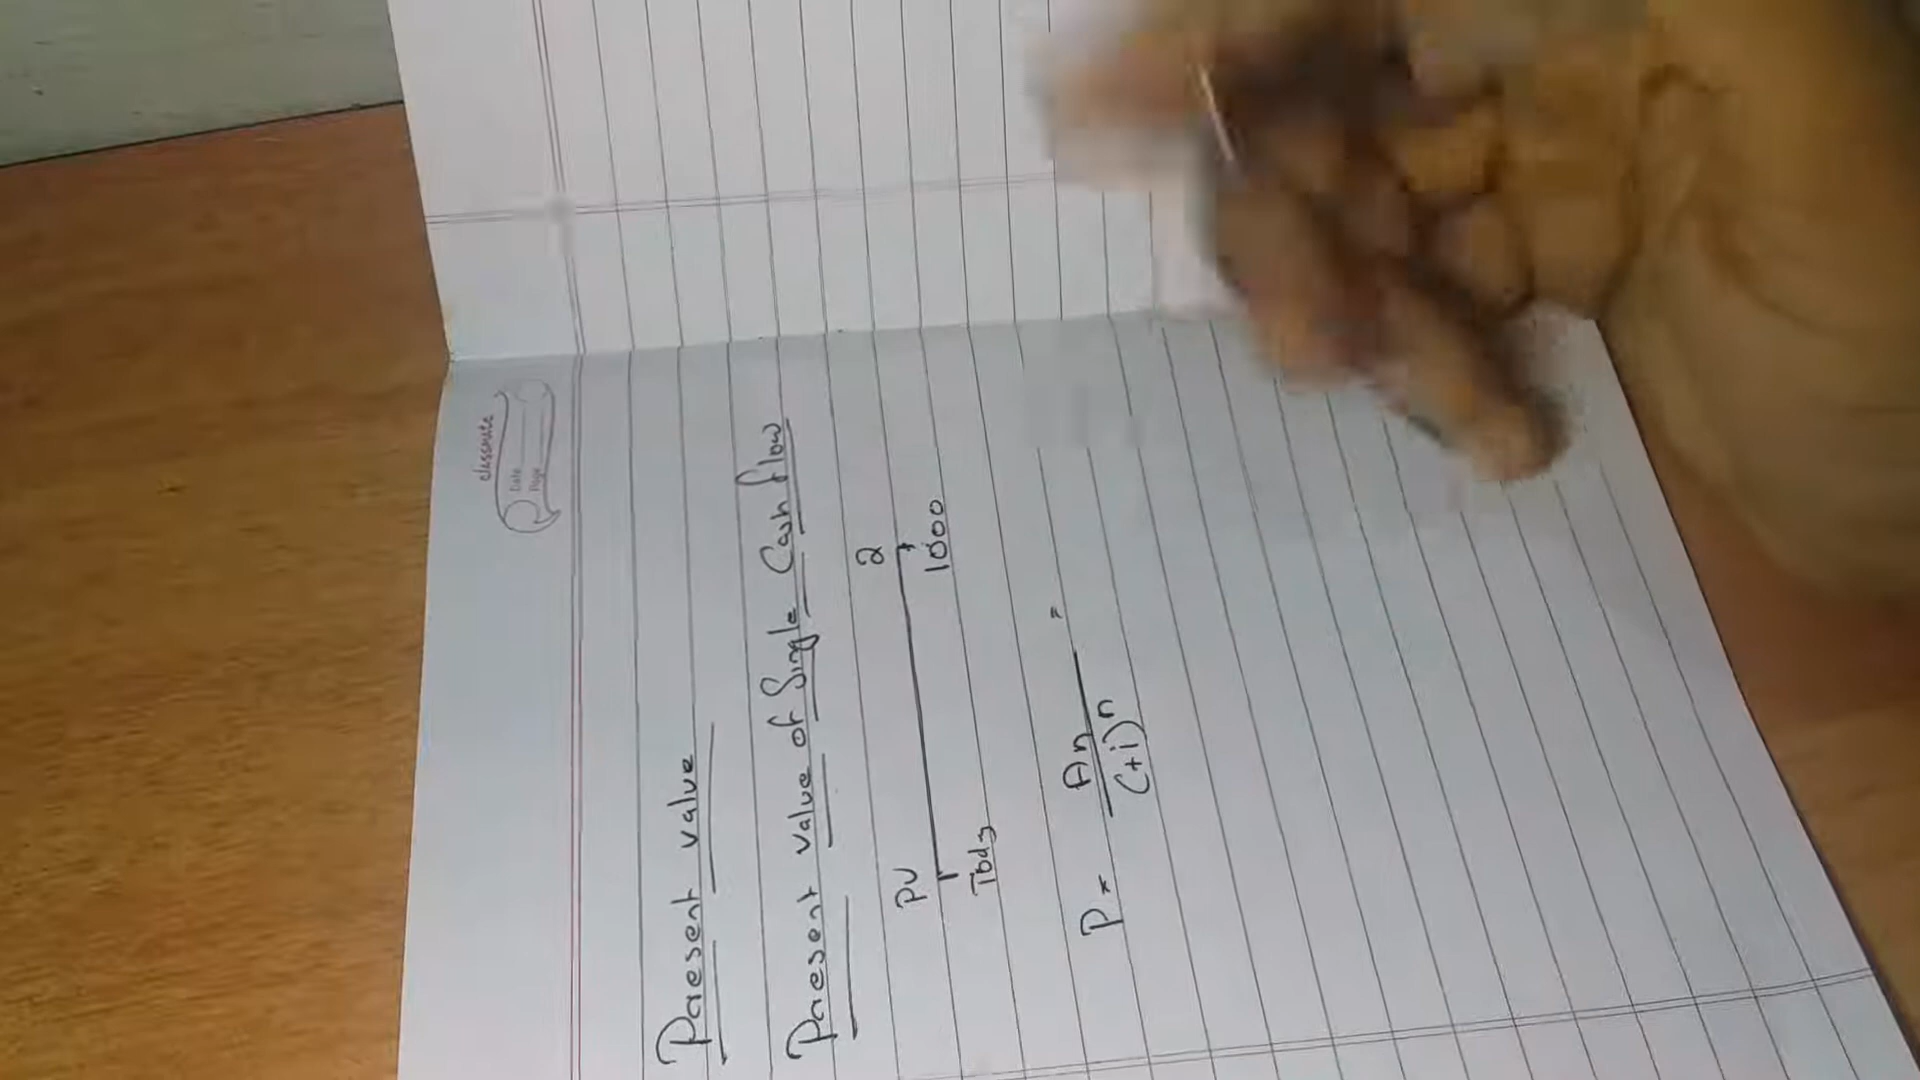 classmate
Date
Page
Present value
Present value of Single Cash flow
PV 2
Today 1000
P = An / (1+i)^n =